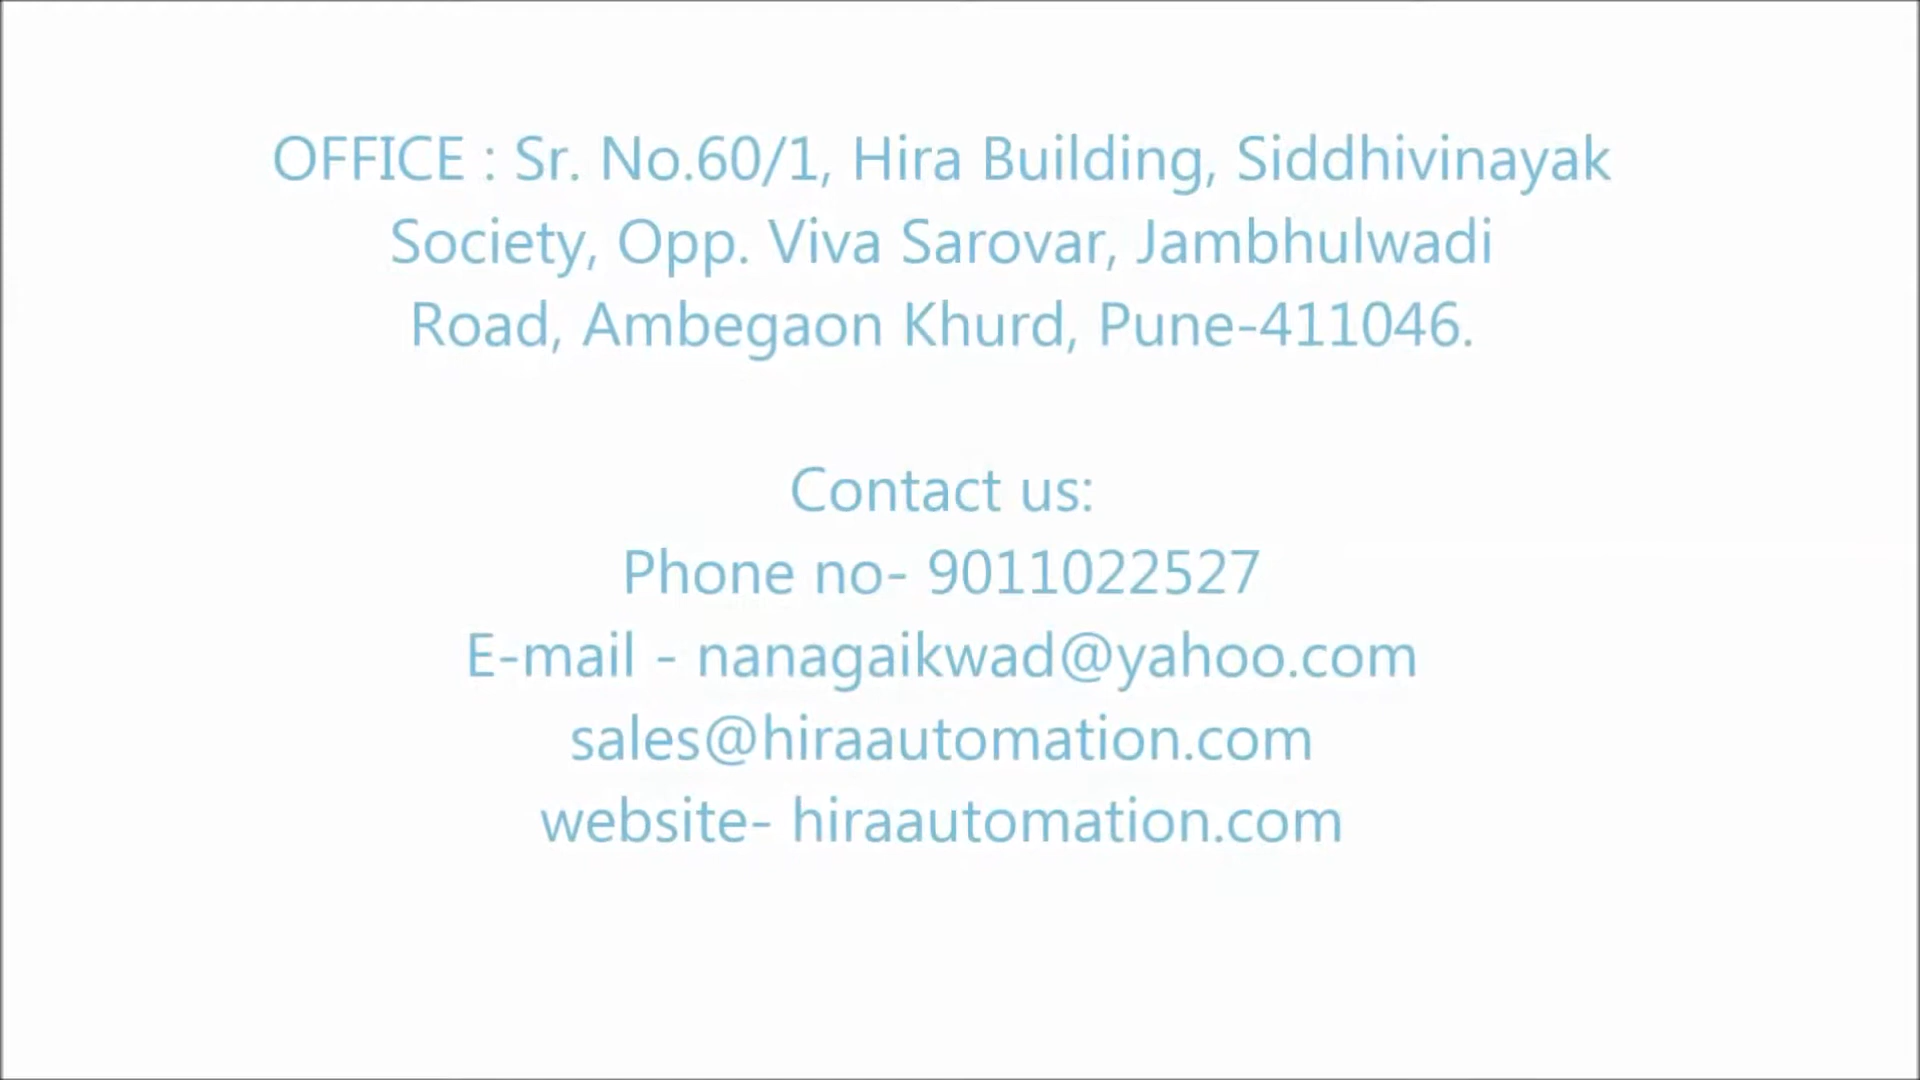 OFFICE : Sr. No.60/1, Hira Building, Siddhivinayak
Society, Opp. Viva Sarovar, Jambhulwadi
Road, Ambegaon Khurd, Pune-411046.
Contact us:
Phone no- 9011022527
E-mail - nanagaikwad@yahoo.com
sales@hiraautomation.com
website- hiraautomation.com